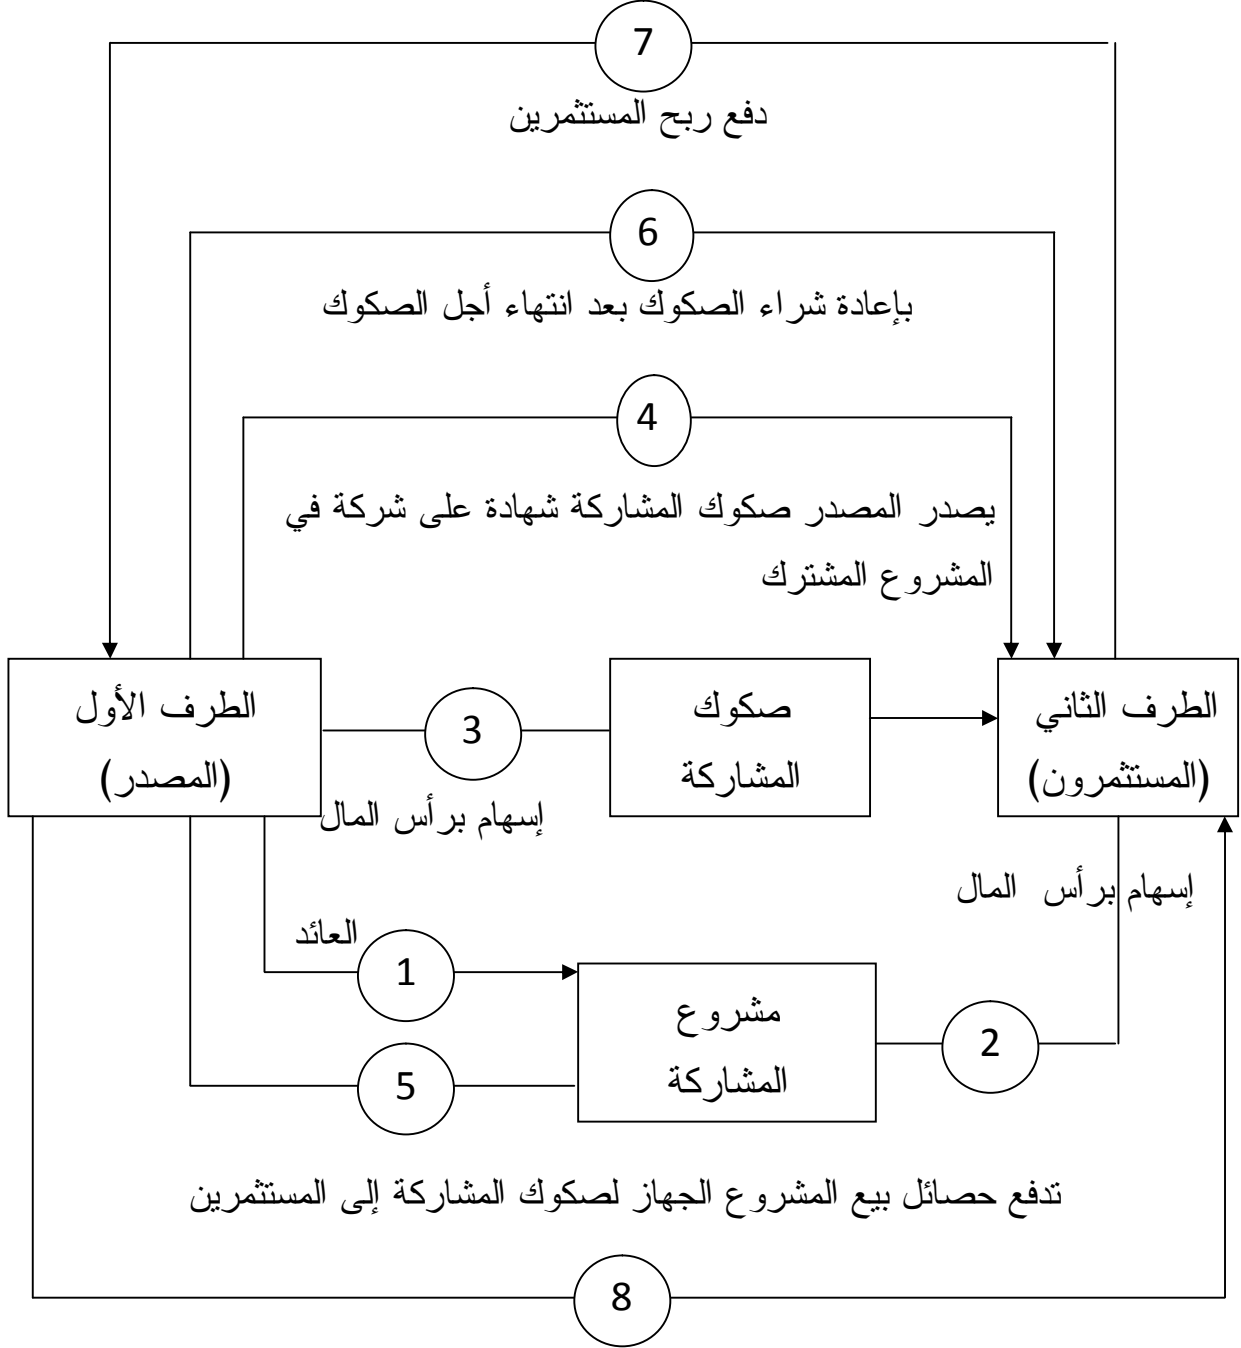 7
دفع ربح المستثمرين
6
بإعادة شراء الصكوك بعد انتهاء أجل الصكوك
4
يصدر المصدر صكوك المشاركة شهادة على شركة في
المشروع المشترك
الطرف الثاني
(المستثمرون)
صكوك
المشاركة
3
الطرف الأول
(المصدر)
إسهام برأس المال
إسهام برأس المال
العائد
1
مشروع
المشاركة
2
5
تدفع حصائل بيع المشروع الجهاز لصكوك المشاركة إلى المستثمرين
8